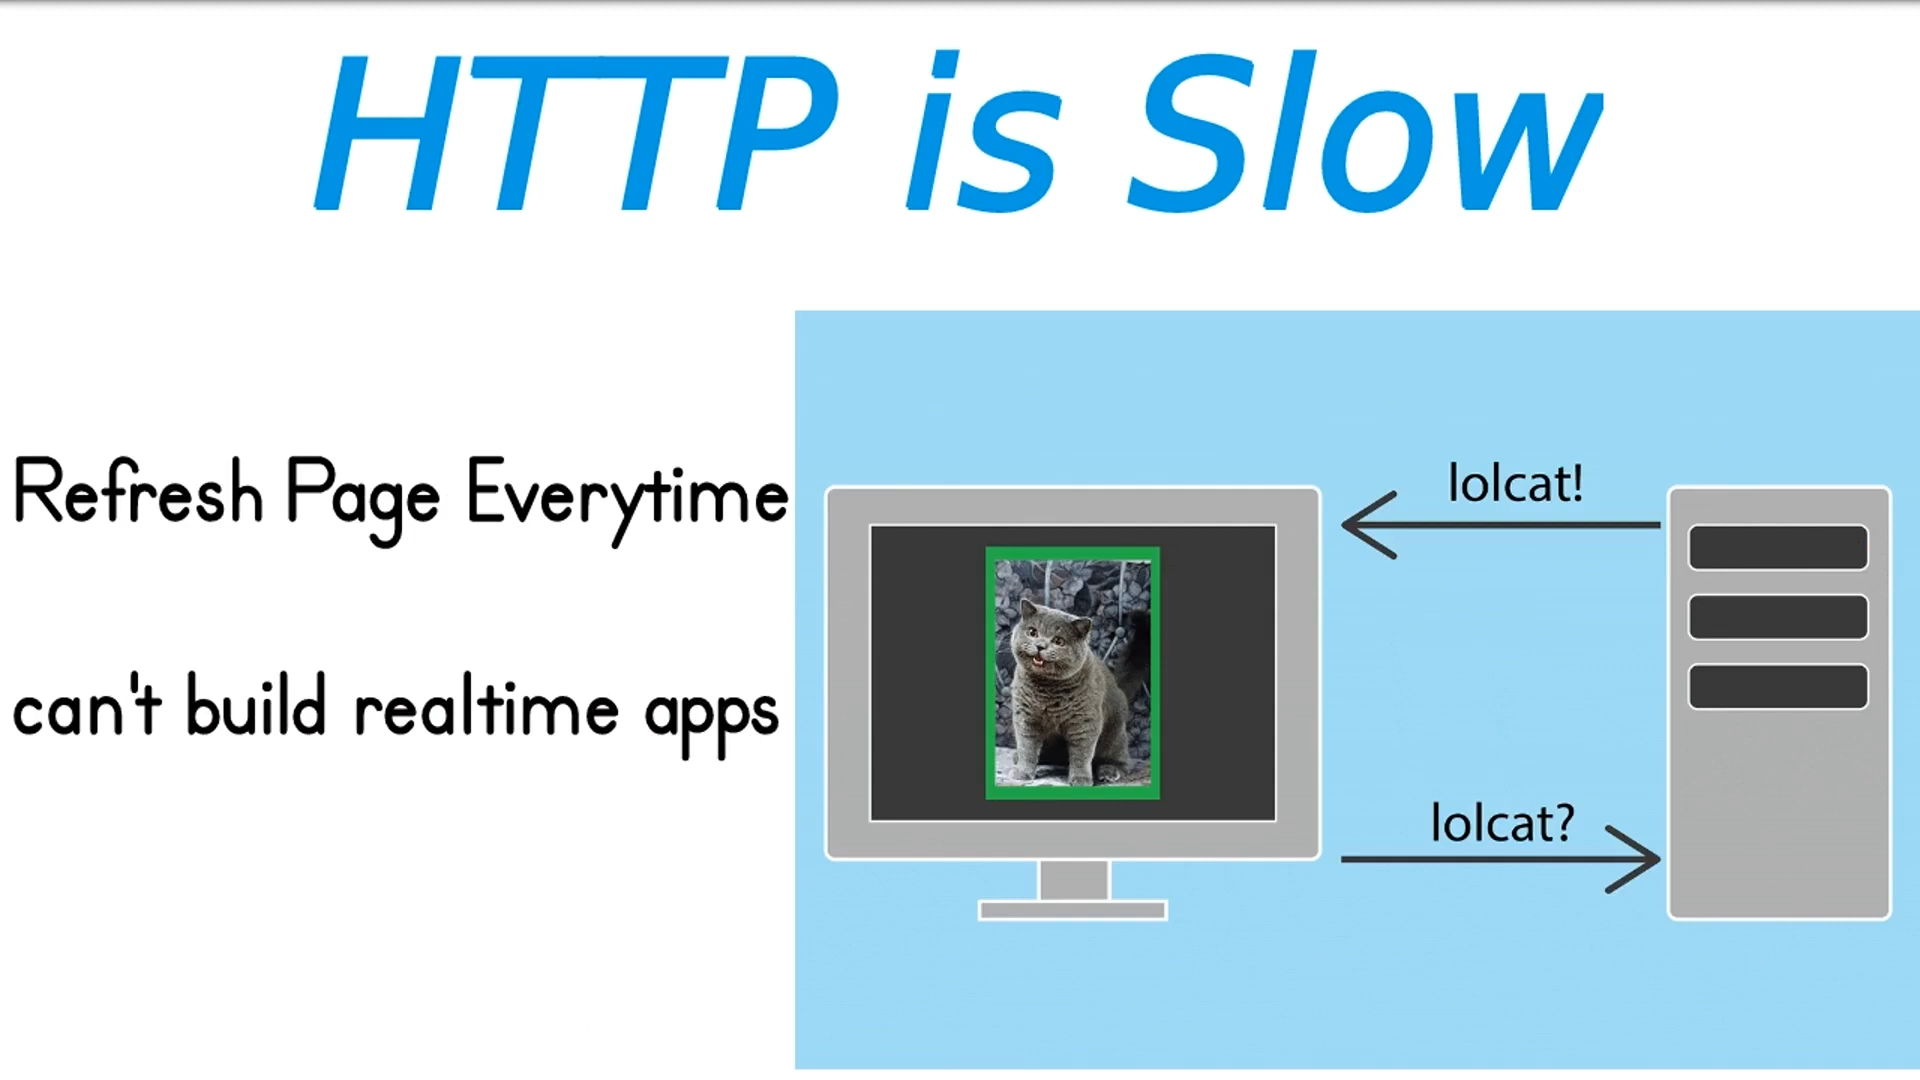 HTTP is Slow
Refresh Page Everytime
can't build realtime apps
lolcat!
lolcat?